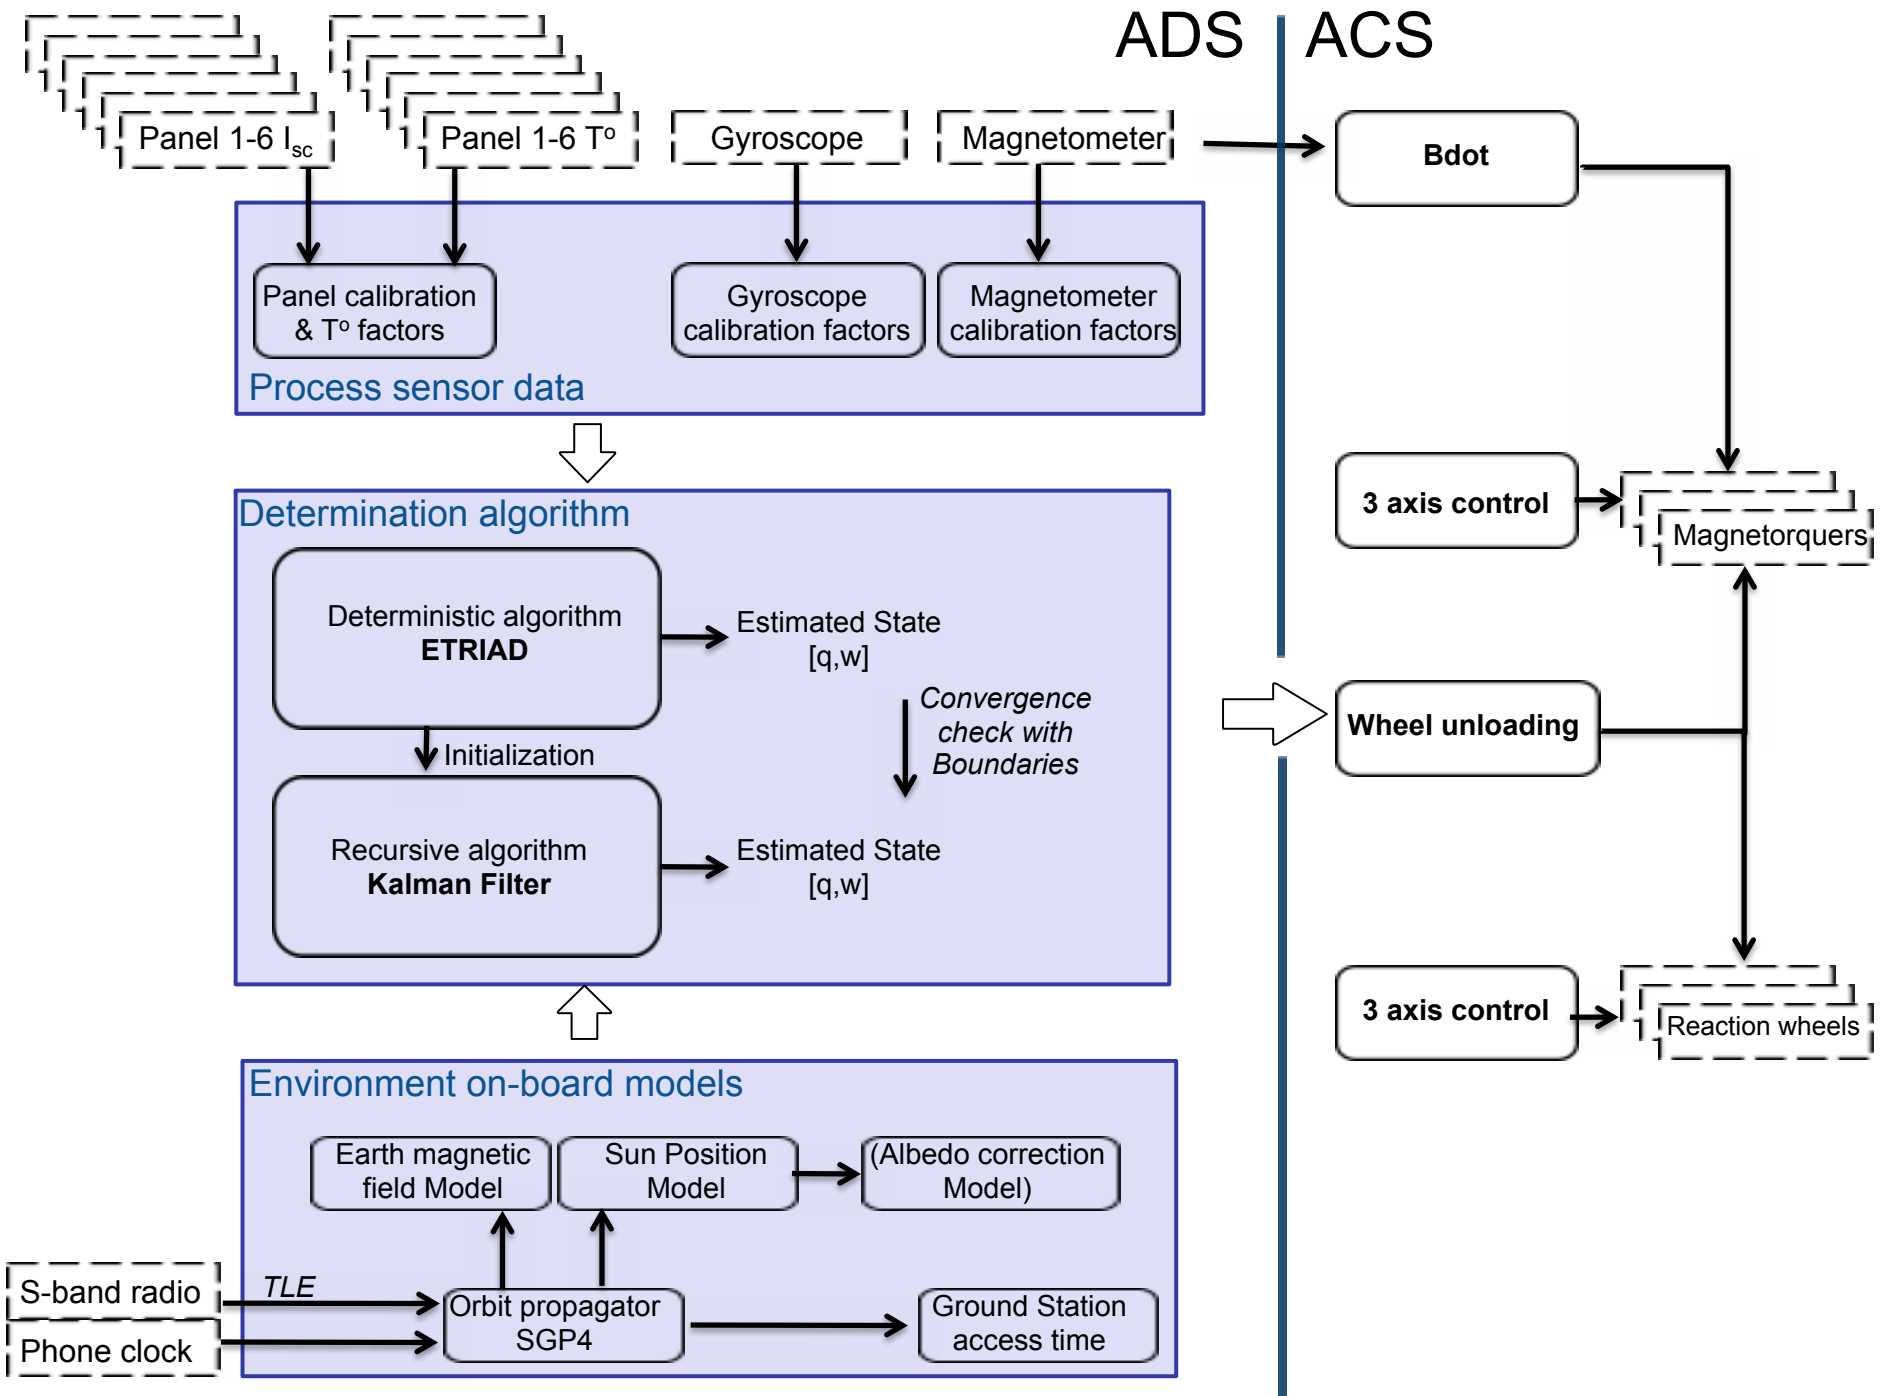 ADS
ACS
Panel 1-6 Isc
Panel 1-6 To
Gyroscope
Magnetometer
Bdot
Panel calibration
& To factors
Gyroscope
calibration factors
Magnetometer
calibration factors
Process sensor data
Determination algorithm
Deterministic algorithm
ETRIAD
Estimated State
[q,w]
Convergence
check with
Boundaries
Initialization
Recursive algorithm
Kalman Filter
Estimated State
[q,w]
3 axis control
Magnetorquers
Wheel unloading
3 axis control
Reaction wheels
Environment on-board models
Earth magnetic
field Model
Sun Position
Model
(Albedo correction
Model)
S-band radio
TLE
Phone clock
Orbit propagator
SGP4
Ground Station
access time